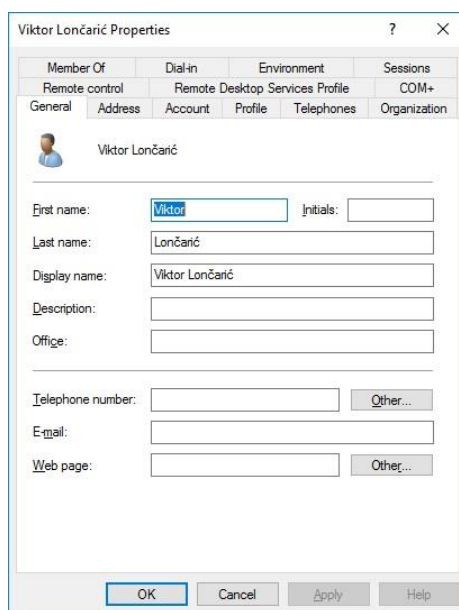 Viktor Lončarić Properties ? X
Member Of Dial-in Environment Sessions
Remote control Remote Desktop Services Profile COM+
General Address Account Profile Telephones Organization
Viktor Lončarić
First name: Viktor Initials:
Last name: Lončarić
Display name: Viktor Lončarić
Description:
Office:
Telephone number: Other...
E-mail:
Web page: Other...
OK Cancel Apply Help